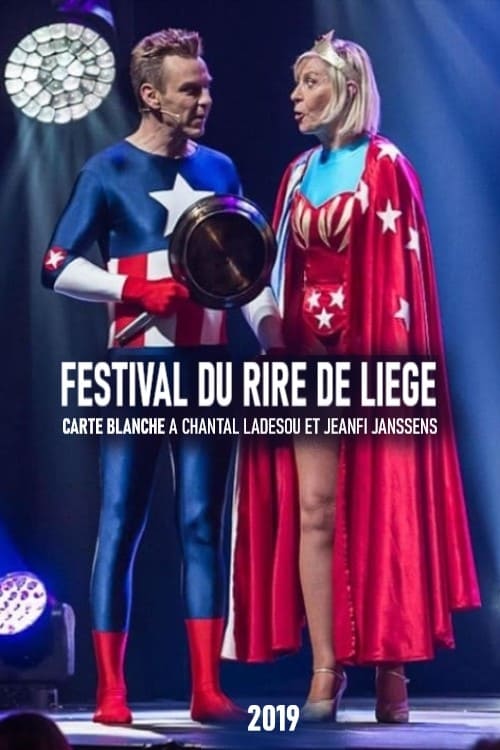 FESTIVAL DU RIRE DE LIEGE
CARTE BLANCHE A CHANTAL LADESOU ET JEANFI JANSSENS
2019